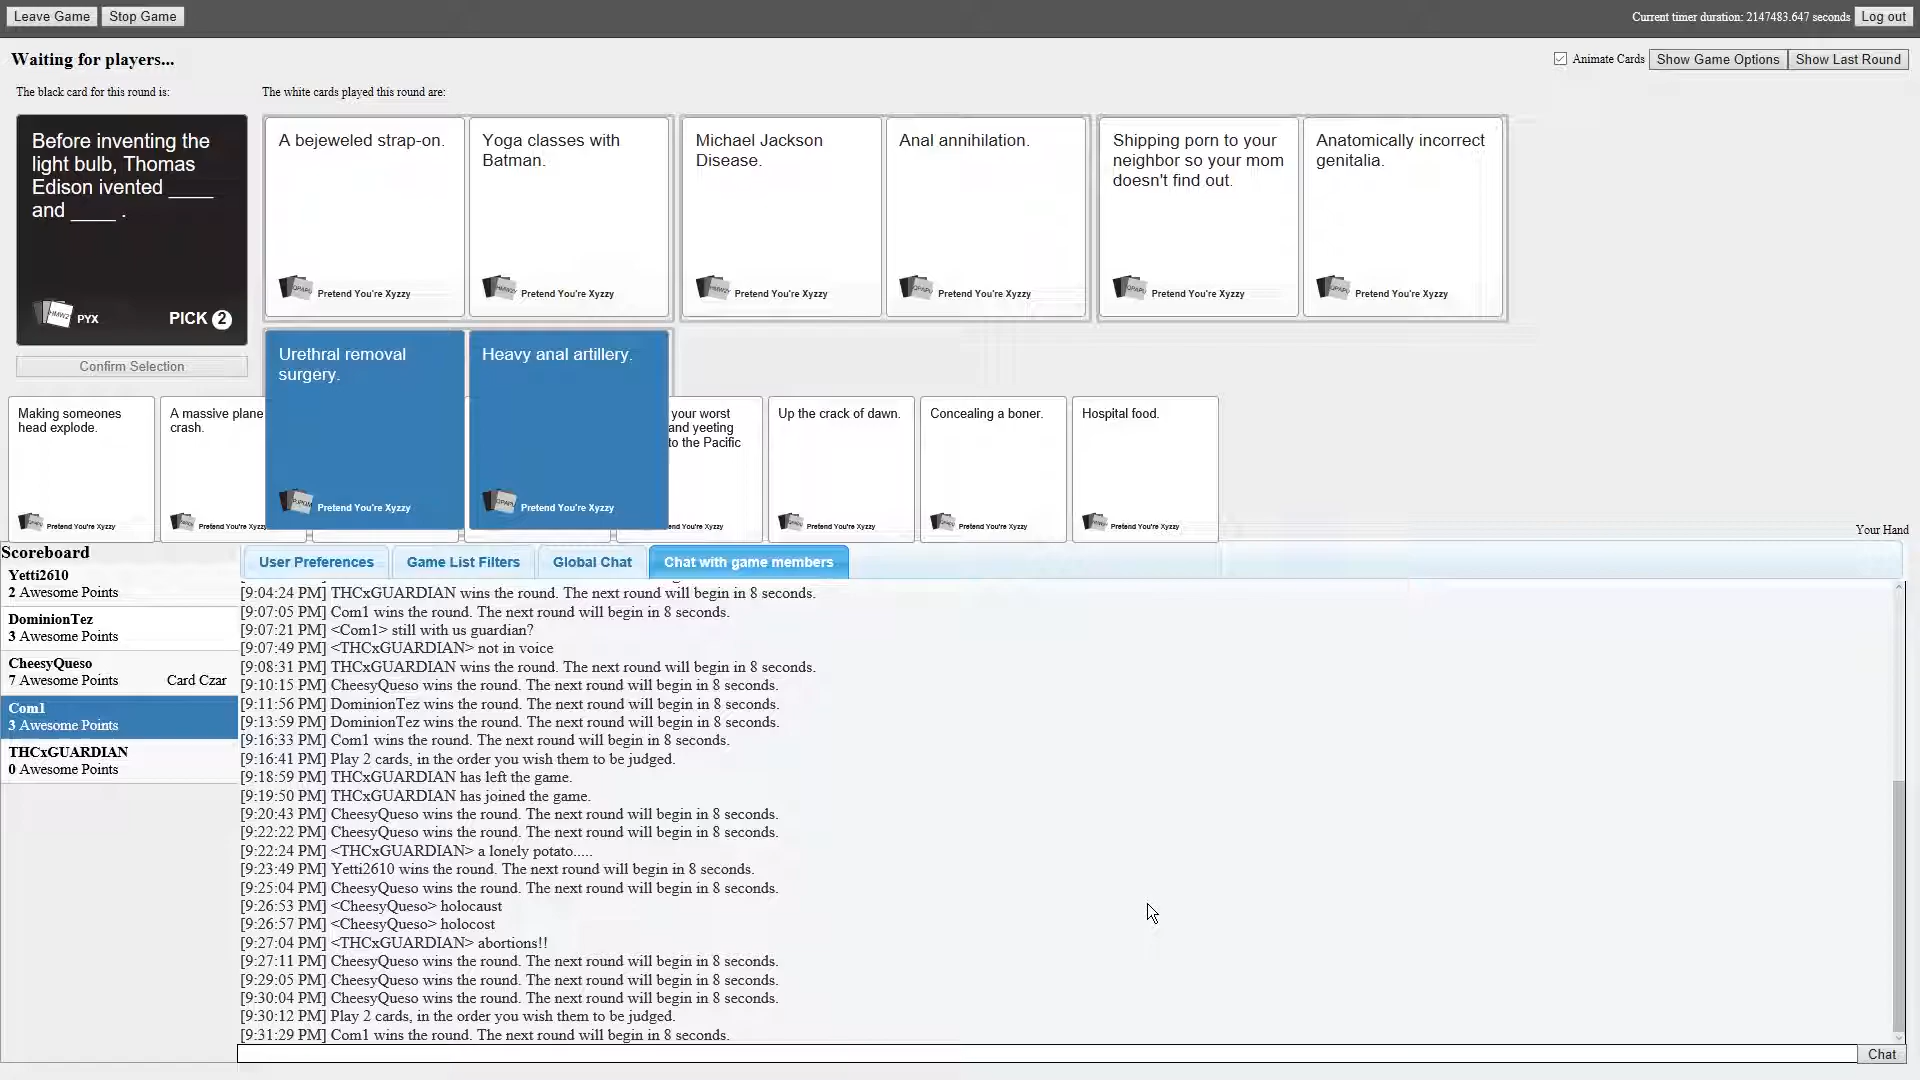 Leave Game
Stop Game
Current timer duration: 2147483.647 seconds
Log out
Waiting for players...
Animate Cards
Show Game Options
Show Last Round
The black card for this round is:
The white cards played this round are:
Before inventing the
light bulb, Thomas
Edison ivented ____
and ____ .
PYX
PICK 2
A bejeweled strap-on.
Pretend You're Xyzzy
Yoga classes with
Batman.
Pretend You're Xyzzy
Michael Jackson
Disease.
Pretend You're Xyzzy
Anal annihilation.
Pretend You're Xyzzy
Shipping porn to your
neighbor so your mom
doesn't find out.
Pretend You're Xyzzy
Anatomically incorrect
genitalia.
Pretend You're Xyzzy
Confirm Selection
Urethral removal
surgery.
Pretend You're Xyzzy
Heavy anal artillery.
Pretend You're Xyzzy
Making someones
head explode.
Pretend You're Xyzzy
A massive plane
crash.
Pretend You're Xyzzy
your worst
and yeeting
to the Pacific
nd You're Xyzzy
Up the crack of dawn.
Pretend You're Xyzzy
Concealing a boner.
Pretend You're Xyzzy
Hospital food.
Pretend You're Xyzzy
Your Hand
Scoreboard
Yetti2610
2 Awesome Points
DominionTez
3 Awesome Points
CheesyQueso
7 Awesome Points Card Czar
Com1
3 Awesome Points
THCxGUARDIAN
0 Awesome Points
User Preferences
Game List Filters
Global Chat
Chat with game members
[9:04:24 PM] THCxGUARDIAN wins the round. The next round will begin in 8 seconds.
[9:07:05 PM] Com1 wins the round. The next round will begin in 8 seconds.
[9:07:21 PM] <Com1> still with us guardian?
[9:07:49 PM] <THCxGUARDIAN> not in voice
[9:08:31 PM] THCxGUARDIAN wins the round. The next round will begin in 8 seconds.
[9:10:15 PM] CheesyQueso wins the round. The next round will begin in 8 seconds.
[9:11:56 PM] DominionTez wins the round. The next round will begin in 8 seconds.
[9:13:59 PM] DominionTez wins the round. The next round will begin in 8 seconds.
[9:16:33 PM] Com1 wins the round. The next round will begin in 8 seconds.
[9:16:41 PM] Play 2 cards, in the order you wish them to be judged.
[9:18:59 PM] THCxGUARDIAN has left the game.
[9:19:50 PM] THCxGUARDIAN has joined the game.
[9:20:43 PM] CheesyQueso wins the round. The next round will begin in 8 seconds.
[9:22:22 PM] CheesyQueso wins the round. The next round will begin in 8 seconds.
[9:22:24 PM] <THCxGUARDIAN> a lonely potato.....
[9:23:49 PM] Yetti2610 wins the round. The next round will begin in 8 seconds.
[9:25:04 PM] CheesyQueso wins the round. The next round will begin in 8 seconds.
[9:26:53 PM] <CheesyQueso> holocaust
[9:26:57 PM] <CheesyQueso> holocost
[9:27:04 PM] <THCxGUARDIAN> abortions!!
[9:27:11 PM] CheesyQueso wins the round. The next round will begin in 8 seconds.
[9:29:05 PM] CheesyQueso wins the round. The next round will begin in 8 seconds.
[9:30:04 PM] CheesyQueso wins the round. The next round will begin in 8 seconds.
[9:30:12 PM] Play 2 cards, in the order you wish them to be judged.
[9:31:29 PM] Com1 wins the round. The next round will begin in 8 seconds.
Chat